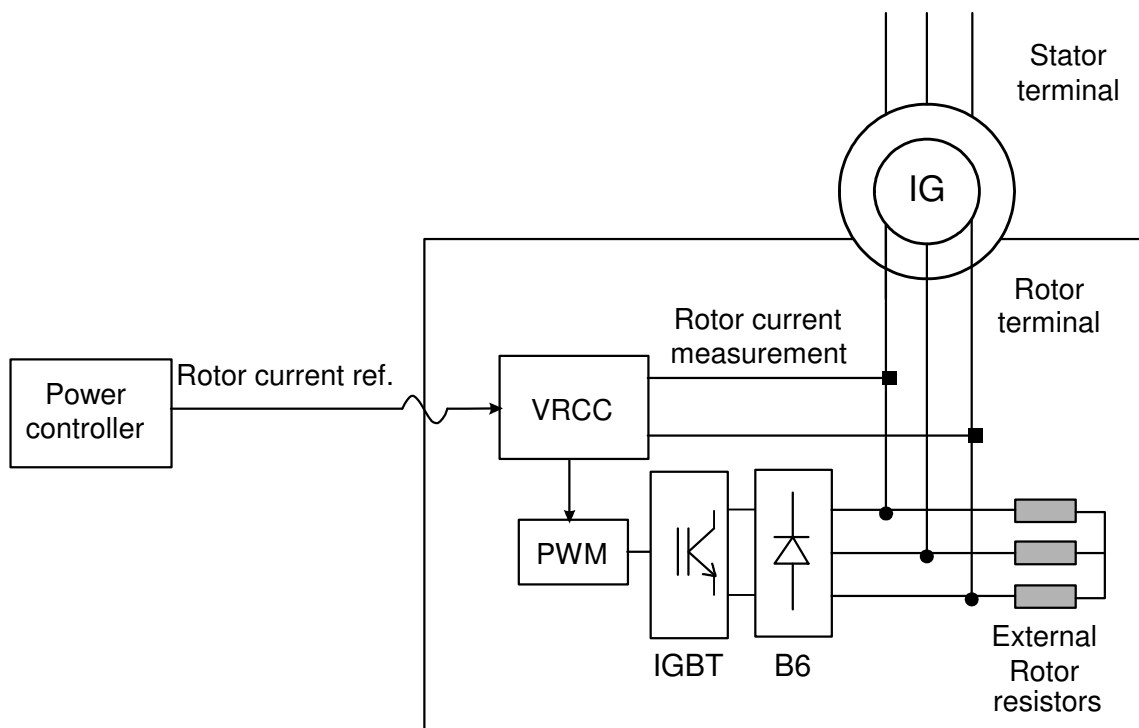 Stator
terminal
IG
Rotor
terminal
Rotor current
measurement
Rotor current ref.
Power
controller
VRCC
PWM
IGBT
B6
External
Rotor
resistors